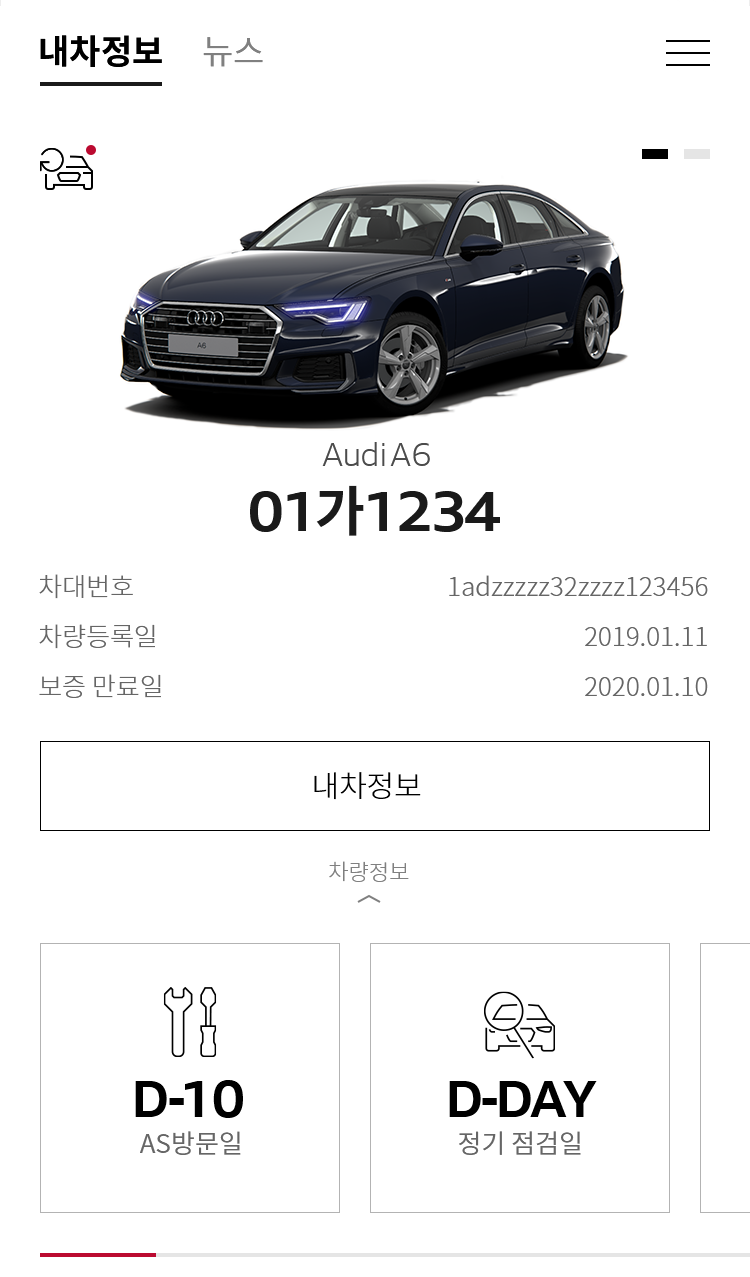 내차정보 뉴스
A6
Audi A6
01가1234
차대번호 1adzzzzz32zzzz123456
차량등록일 2019.01.11
보증 만료일 2020.01.10
내차정보
차량정보
D-10 D-DAY
AS방문일 정기 점검일